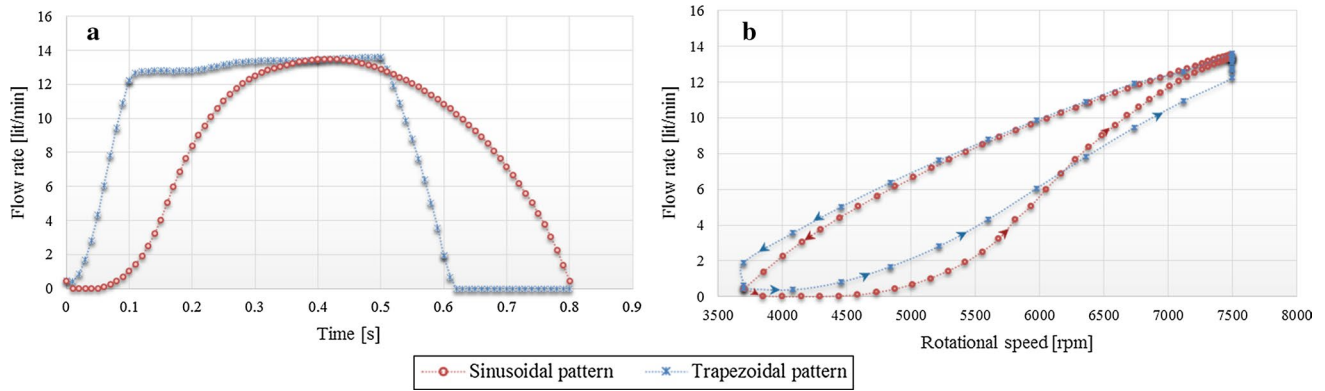 a
Flow rate [lit/min]
16
14
12
10
8
6
4
2
0
0 0.1 0.2 0.3 0.4 0.5 0.6 0.7 0.8 0.9
Time [s]
b
Flow rate [lit/min]
16
14
12
10
8
6
4
2
0
3500 4000 4500 5000 5500 6000 6500 7000 7500 8000
Rotational speed [rpm]
Sinusoidal pattern Trapezoidal pattern